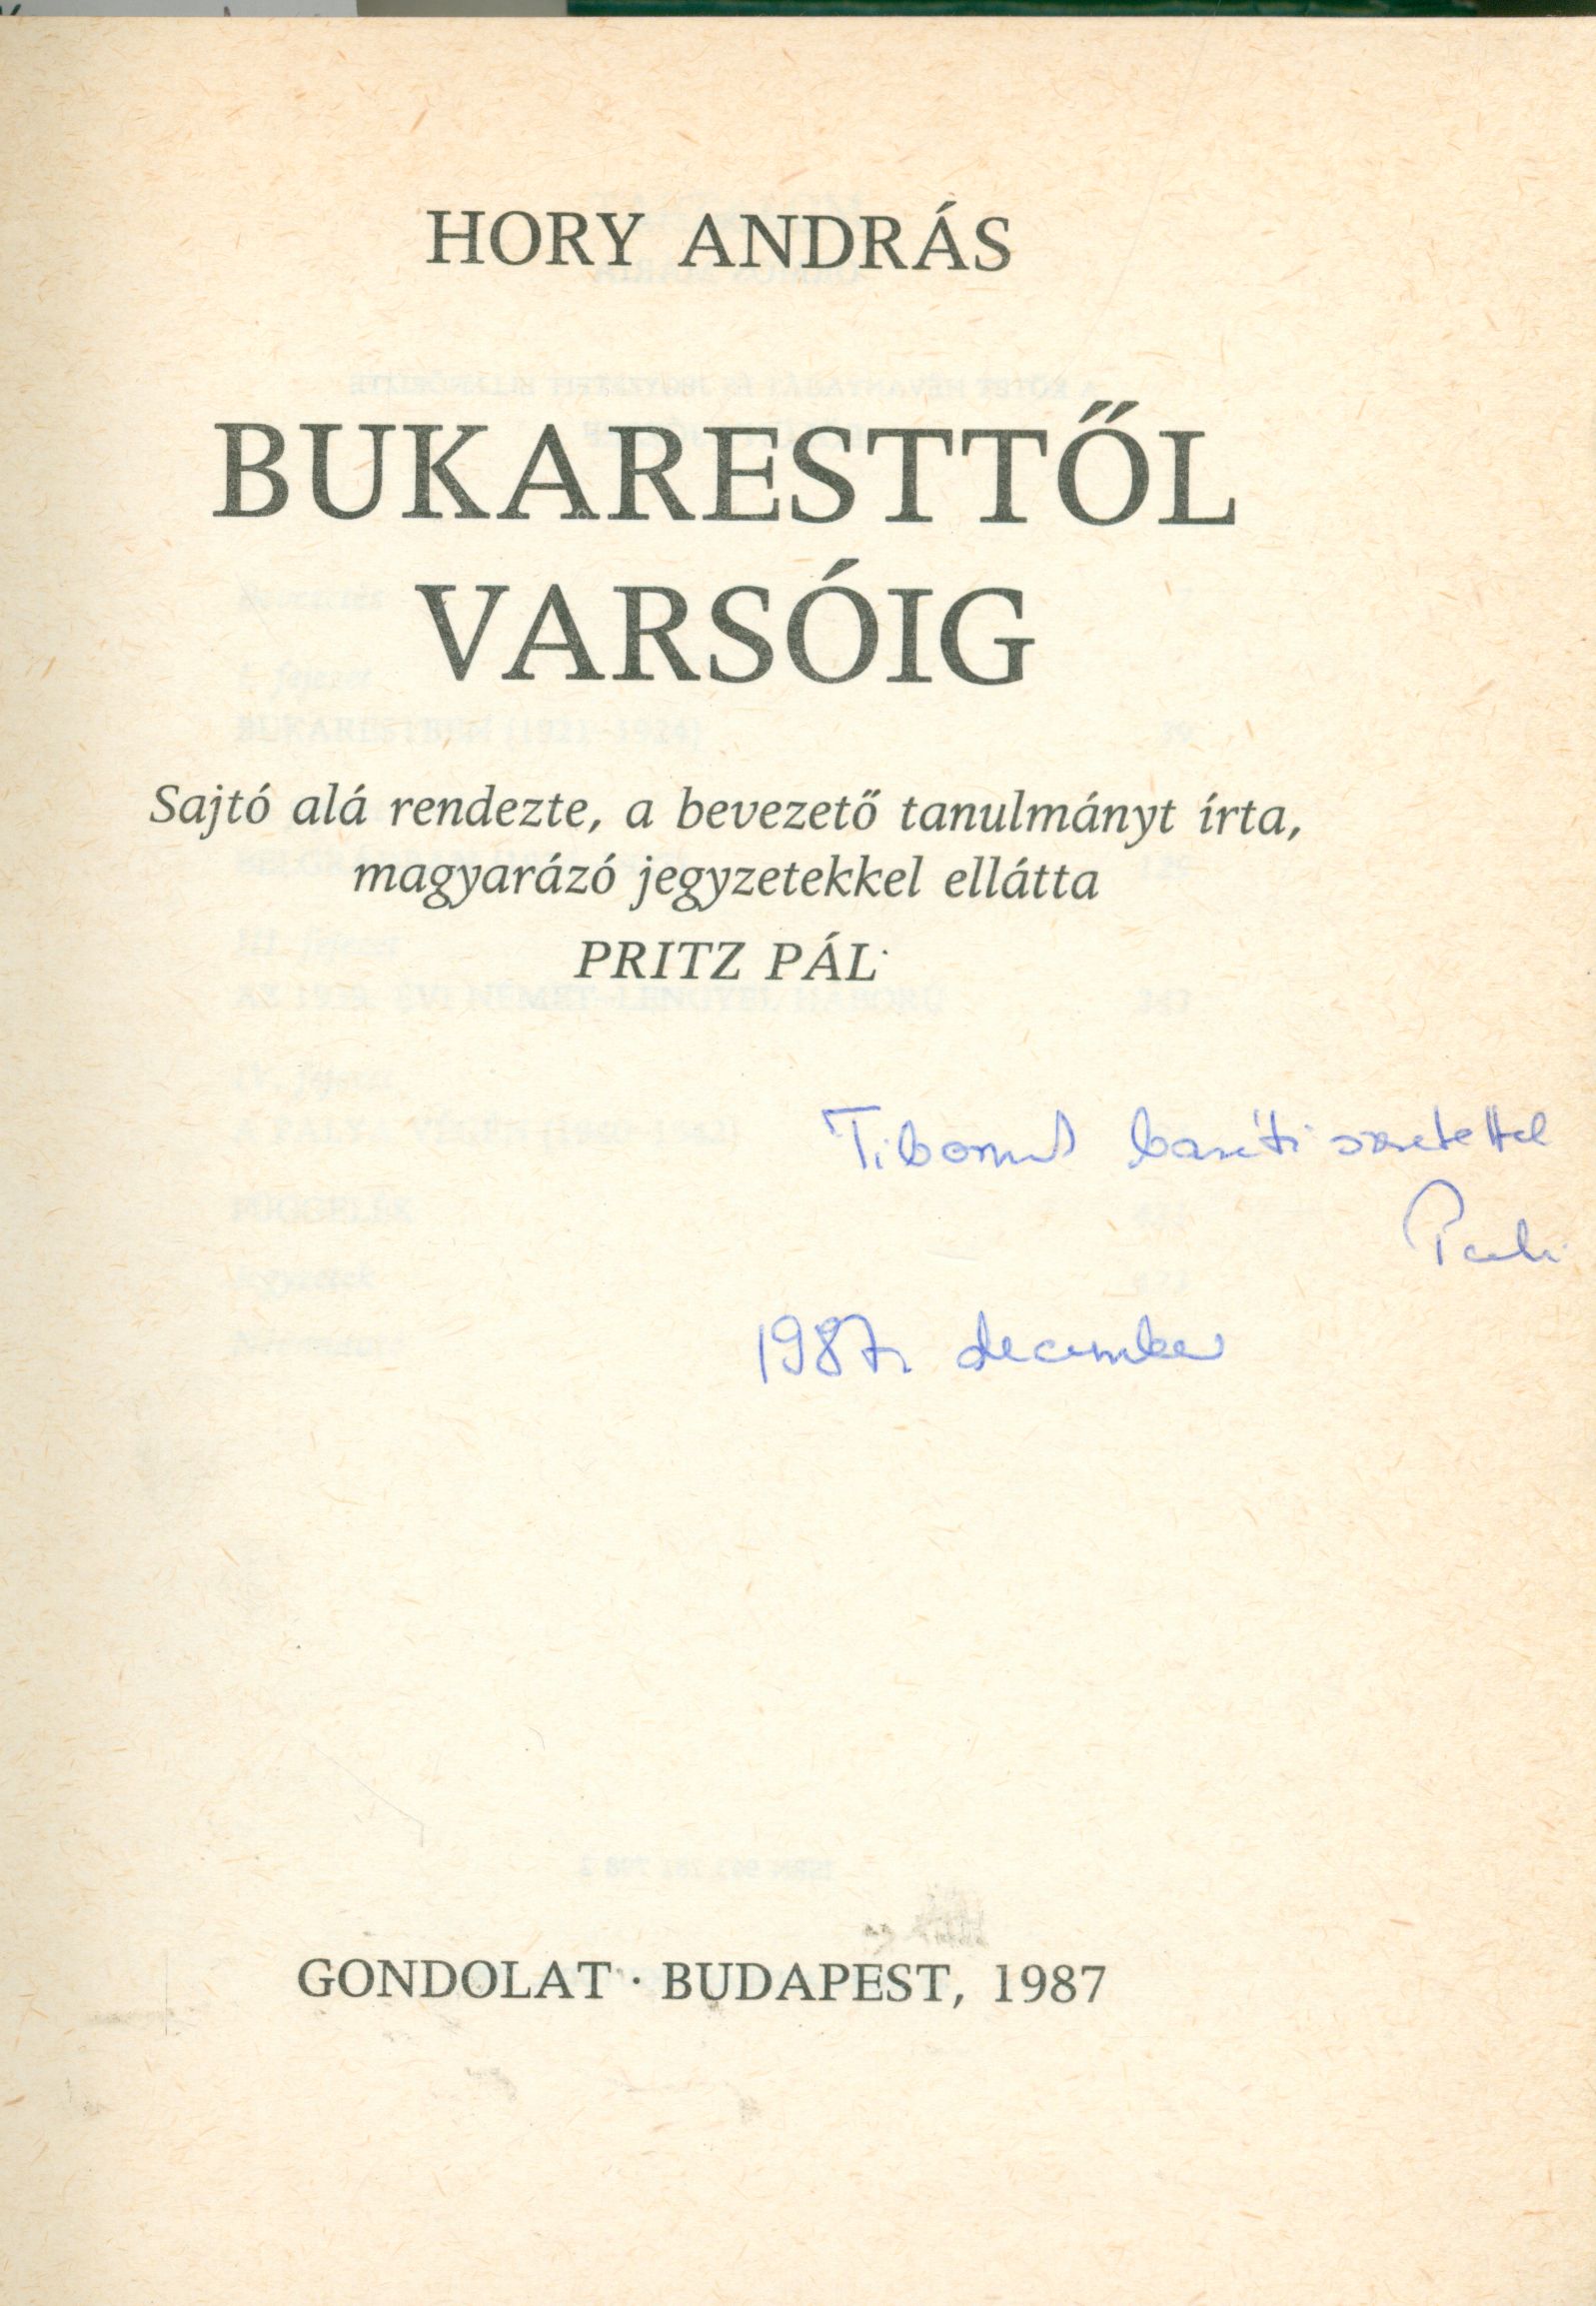 HORY ANDRÁS
BUKARESTTŐL
VARSÓIG
Sajtó alá rendezte, a bevezető tanulmányt írta,
magyarázó jegyzetekkel ellátta
PRITZ PÁL
Tibornak baráti szeretettel
Pali
1987. december
GONDOLAT · BUDAPEST, 1987